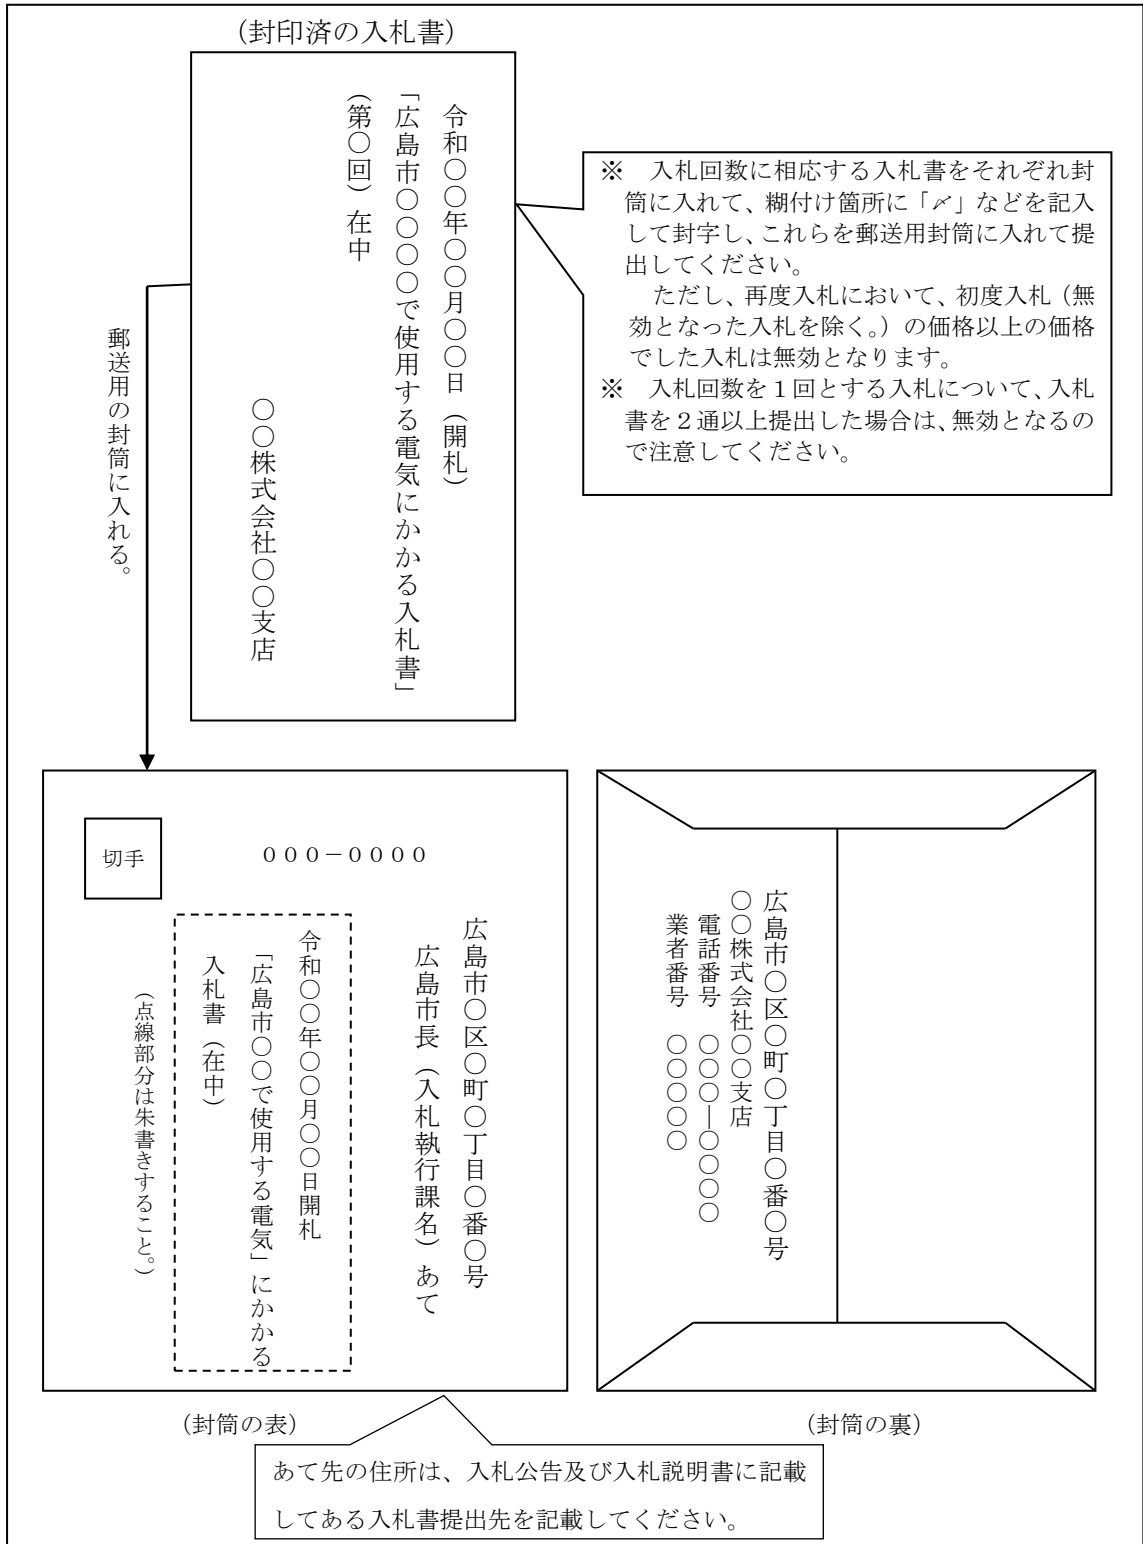 （封印済の入札書）
令和〇〇年〇〇月〇〇日（開札）
「広島市〇〇〇〇で使用する電気にかかる入札書」
（第〇回）在中
〇〇株式会社〇〇支店
※　入札回数に相応する入札書をそれぞれ封
筒に入れて、糊付け箇所に「〆」などを記入
して封字し、これらを郵送用封筒に入れて提
出してください。
ただし、再度入札において、初度入札（無
効となった入札を除く。）の価格以上の価格
でした入札は無効となります。
※　入札回数を１回とする入札について、入札
書を２通以上提出した場合は、無効となるの
で注意してください。
郵送用の封筒に入れる。
切手
０００－００００
広島市〇区〇町〇丁目〇番〇号
広島市長（入札執行課名）あて
令和〇〇年〇〇月〇〇日開札
「広島市〇〇で使用する電気」にかかる
入札書（在中）
（点線部分は朱書きすること。）
（封筒の表）
広島市〇区〇町〇丁目〇番〇号
〇〇株式会社〇〇支店
電話番号　〇〇〇―〇〇〇〇
業者番号　〇〇〇〇〇
（封筒の裏）
あて先の住所は、入札公告及び入札説明書に記載
してある入札書提出先を記載してください。